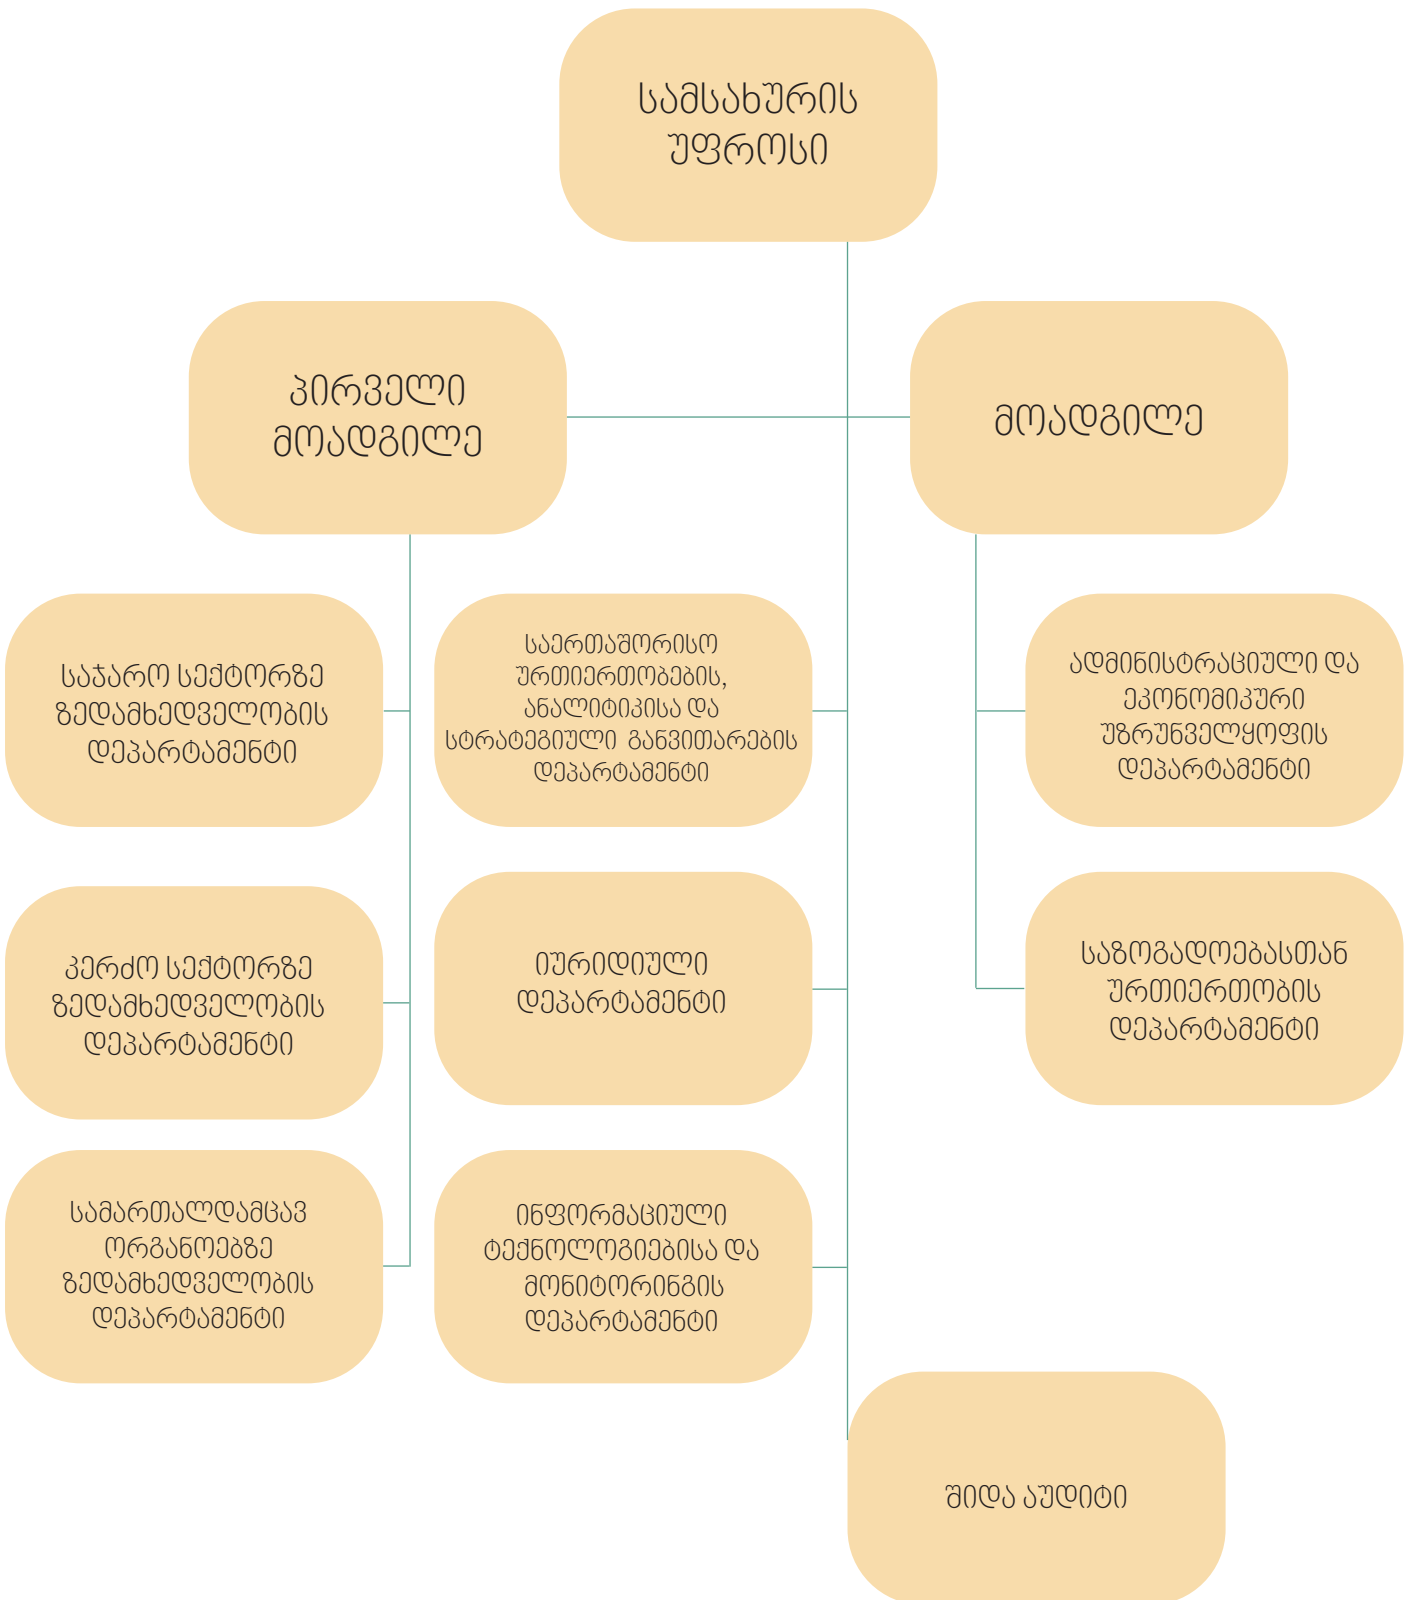 სამსახურის
უფროსი
პირველი
მოადგილე
მოადგილე
საჯარო სექტორზე
ზედამხედველობის
დეპარტამენტი
საერთაშორისო
ურთიერთობების,
ანალიტიკისა და
სტრატეგიული განვითარების
დეპარტამენტი
ადმინისტრაციული და
ეკონომიკური
უზრუნველყოფის
დეპარტამენტი
კერძო სექტორზე
ზედამხედველობის
დეპარტამენტი
იურიდიული
დეპარტამენტი
საზოგადოებასთან
ურთიერთობის
დეპარტამენტი
სამართალდამცავ
ორგანოებზე
ზედამხედველობის
დეპარტამენტი
ინფორმაციული
ტექნოლოგიებისა და
მონიტორინგის
დეპარტამენტი
შიდა აუდიტი